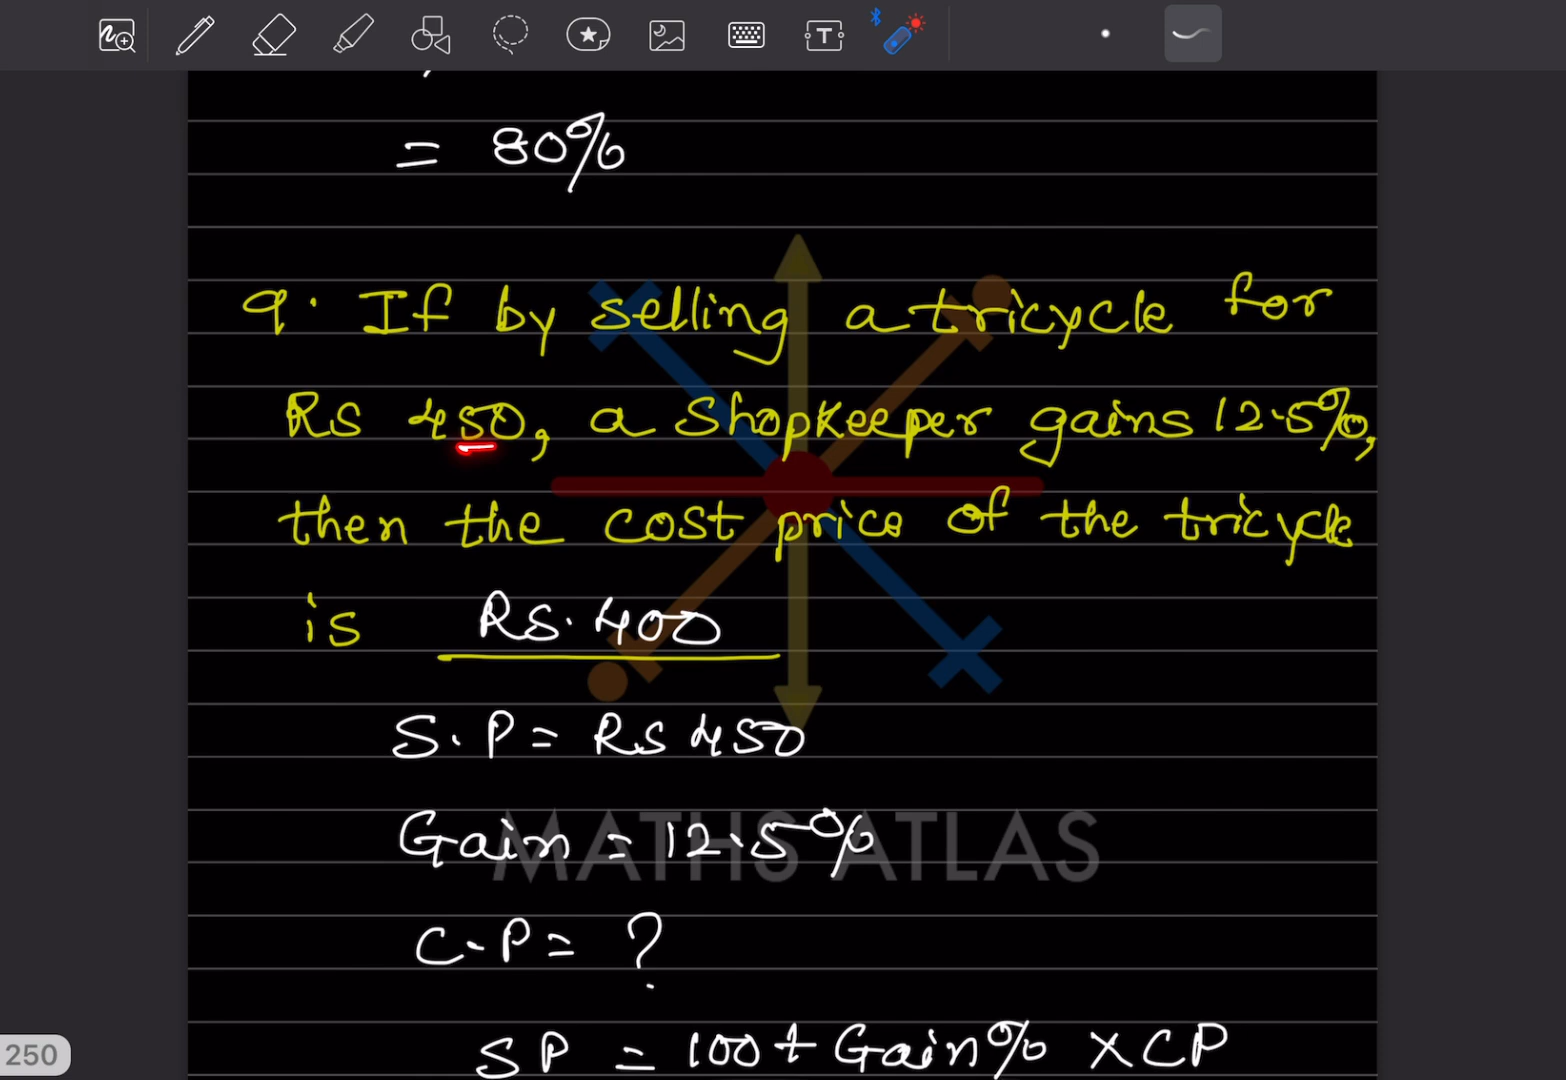 = 80%
9. If by selling a tricycle for
Rs 450, a Shopkeeper gains 12.5%,
then the cost price of the tricycle
is Rs. 400
S.P = Rs 450
Gain = 12.5%
MATHS ATLAS
C.P = ?
SP = 100 + Gain% X CP
250